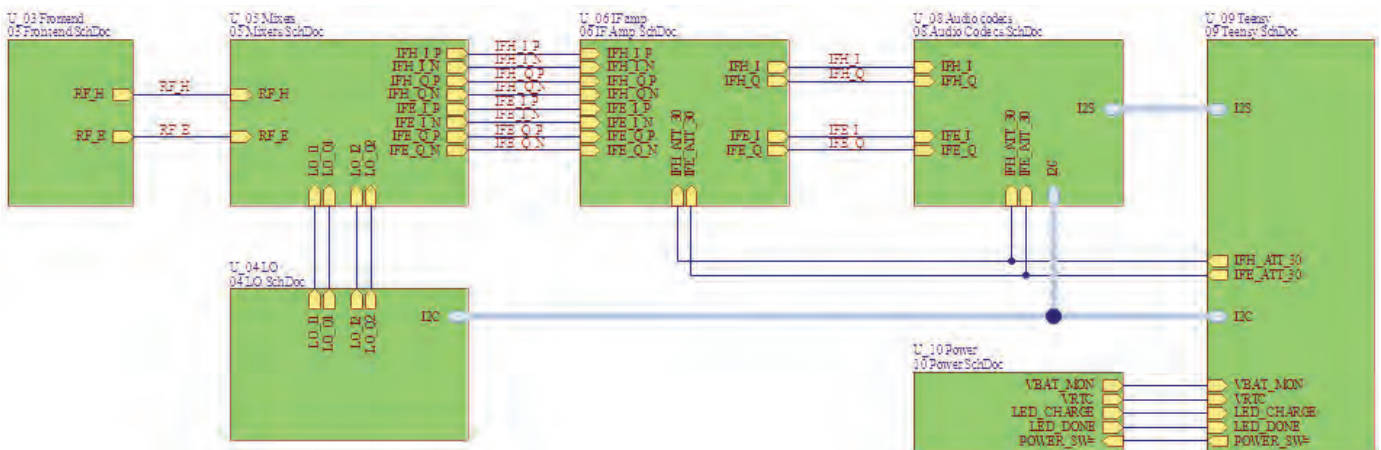 U_03 Frontend
03 Frontend.SchDoc
RF_H
RF_E
RF_H
RF_E
U_05 Mixers
05 Mixers.SchDoc
RF_H
RF_E
IFH_I_P
IFH_I_N
IFH_Q_P
IFH_Q_N
IFE_I_P
IFE_I_N
IFE_Q_P
IFE_Q_N
LO_I1
LO_Q1
LO_I2
LO_Q2
IFH_I_P
IFH_I_N
IFH_Q_P
IFH_Q_N
IFE_I_P
IFE_I_N
IFE_Q_P
IFE_Q_N
U_06 IF amp
06 IF Amp.SchDoc
IFH_I_P
IFH_I_N
IFH_Q_P
IFH_Q_N
IFE_I_P
IFE_I_N
IFE_Q_P
IFE_Q_N
IFH_ATT_30
IFE_ATT_30
IFH_I
IFH_Q
IFE_I
IFE_Q
IFH_I
IFH_Q
IFE_I
IFE_Q
U_08 Audio codecs
08 Audio Codecs.SchDoc
IFH_I
IFH_Q
IFE_I
IFE_Q
IFH_ATT_30
IFE_ATT_30
I2C
I2S
U_09 Teensy
09 Teensy.SchDoc
I2S
IFH_ATT_30
IFE_ATT_30
I2C
VBAT_MON
VRTC
LED_CHARGE
LED_DONE
POWER_SW=
U_04 LO
04 LO.SchDoc
LO_I1
LO_Q1
LO_I2
LO_Q2
I2C
U_10 Power
10 Power.SchDoc
VBAT_MON
VRTC
LED_CHARGE
LED_DONE
POWER_SW=